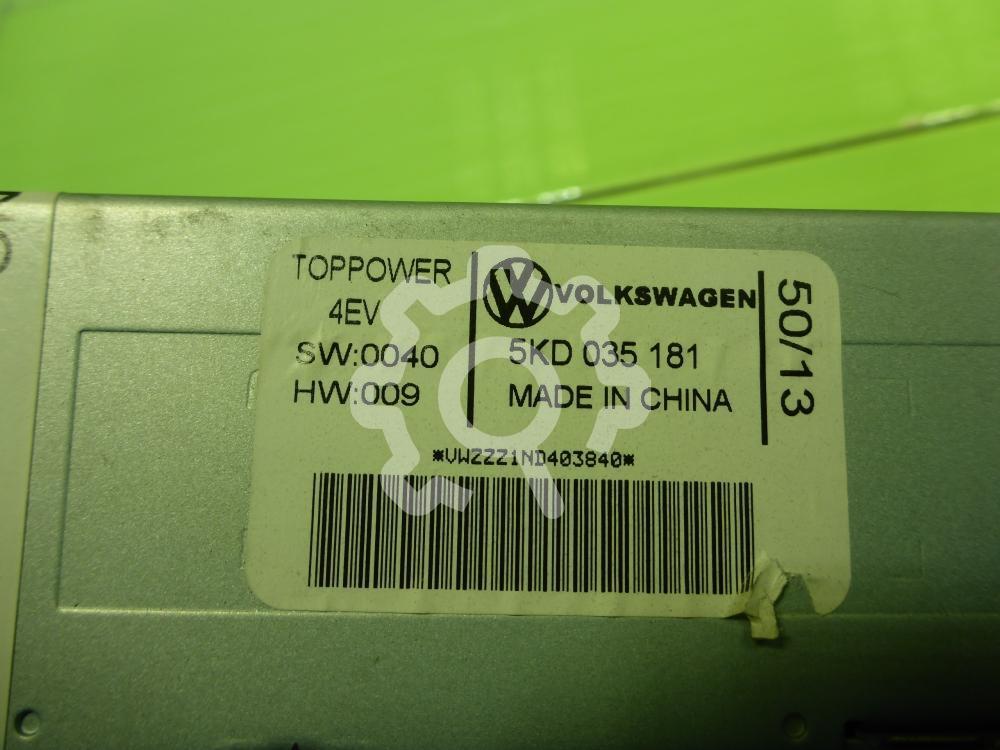 TOPPOWER
4EV
SW:0040
HW:009
VOLKSWAGEN
5KD 035 181
MADE IN CHINA
50/13
*VWZZZ1ND403840*